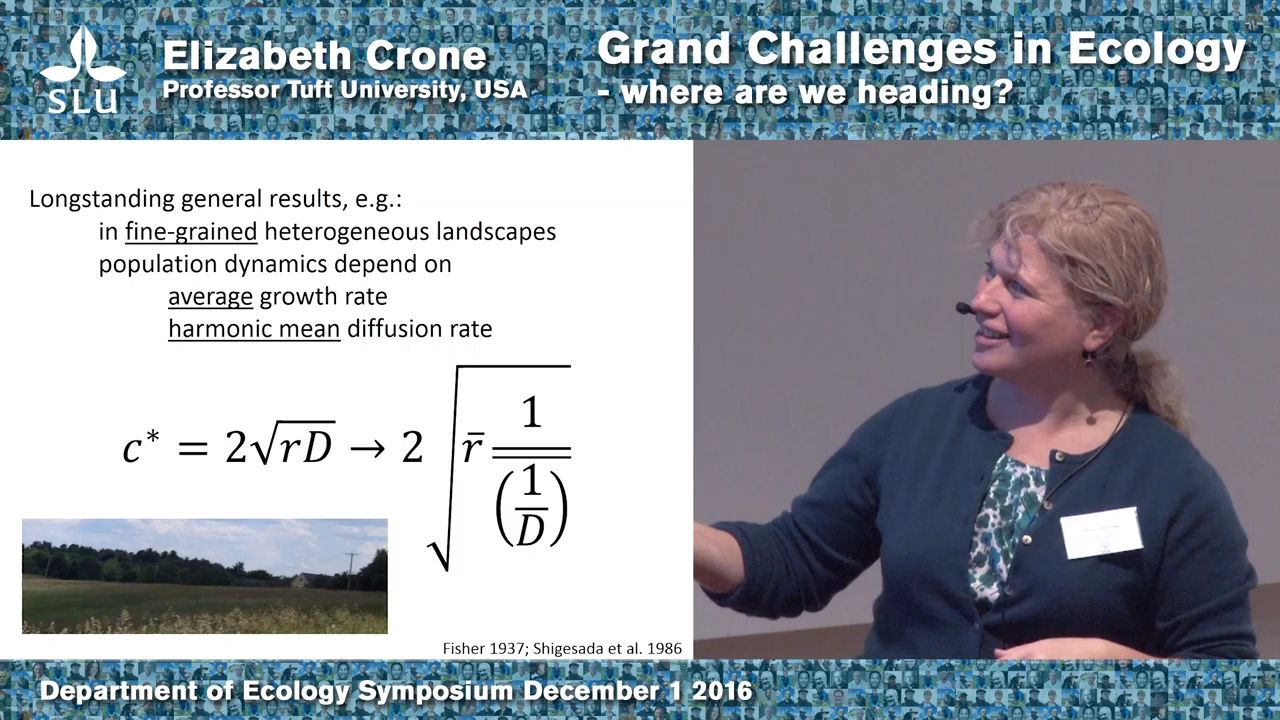 SLU
Elizabeth Crone
Professor Tuft University, USA
Grand Challenges in Ecology
- where are we heading?
Longstanding general results, e.g.:
in fine-grained heterogeneous landscapes
population dynamics depend on
average growth rate
harmonic mean diffusion rate
c* = 2√rD → 2 √(r̄ 1/(1/D)‾)
Fisher 1937; Shigesada et al. 1986
Department of Ecology Symposium December 1 2016